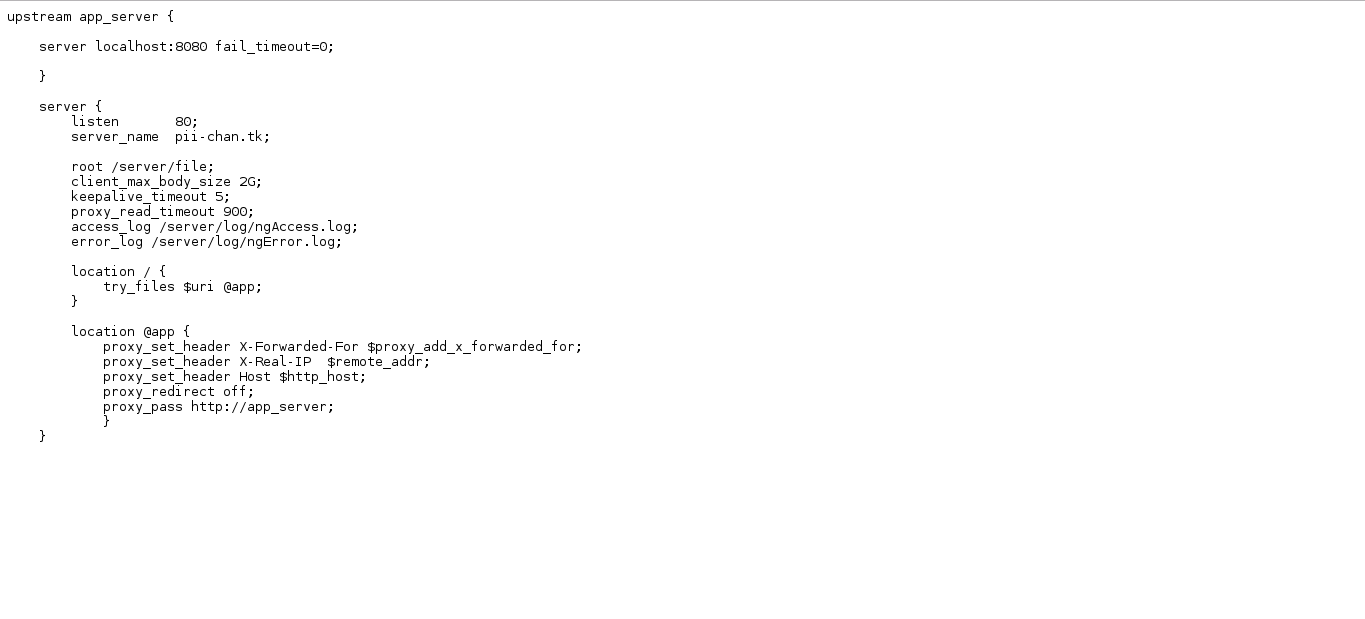 upstream app_server {
server localhost:8080 fail_timeout=0;
}
server {
listen       80;
server_name  pii-chan.tk;
root /server/file;
client_max_body_size 2G;
keepalive_timeout 5;
proxy_read_timeout 900;
access_log /server/log/ngAccess.log;
error_log /server/log/ngError.log;
location / {
try_files $uri @app;
}
location @app {
proxy_set_header X-Forwarded-For $proxy_add_x_forwarded_for;
proxy_set_header X-Real-IP  $remote_addr;
proxy_set_header Host $http_host;
proxy_redirect off;
proxy_pass http://app_server;
}
}